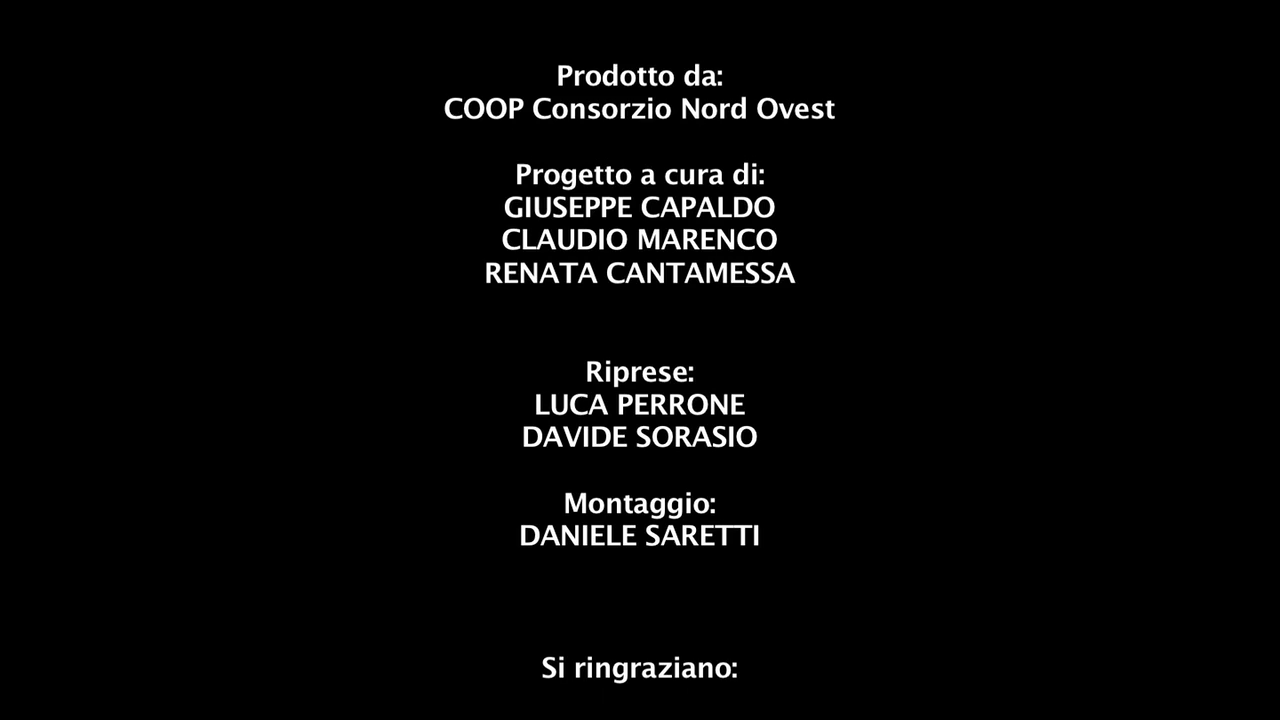 Prodotto da:
COOP Consorzio Nord Ovest
Progetto a cura di:
GIUSEPPE CAPALDO
CLAUDIO MARENCO
RENATA CANTAMESSA
Riprese:
LUCA PERRONE
DAVIDE SORASIO
Montaggio:
DANIELE SARETTI
Si ringraziano: